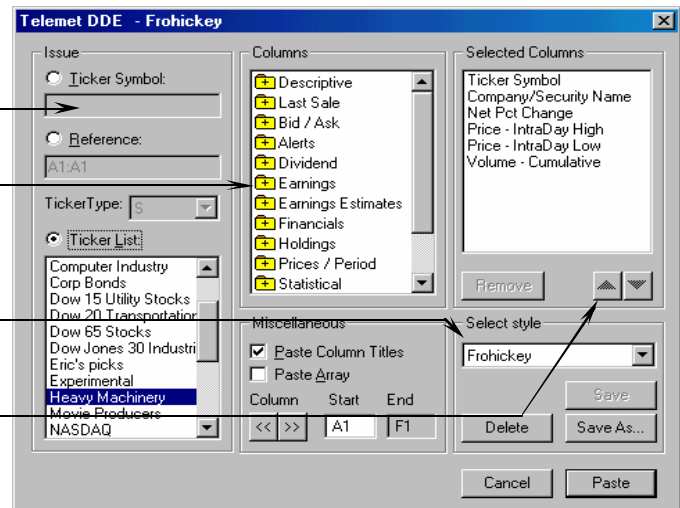 Telemet DDE - Frohickey
Issue
Ticker Symbol:
Reference:
A1:A1
TickerType: S
Ticker List:
Computer Industry
Corp Bonds
Dow 15 Utility Stocks
Dow 20 Transportation
Dow 65 Stocks
Dow Jones 30 Industri
Eric's picks
Experimental
Heavy Machinery
Movie Producers
NASDAQ
Columns
Descriptive
Last Sale
Bid / Ask
Alerts
Dividend
Earnings
Earnings Estimates
Financials
Holdings
Prices / Period
Statistical
Miscellaneous
Paste Column Titles
Paste Array
Column Start End
<< >> A1 F1
Selected Columns
Ticker Symbol
Company/Security Name
Net Pct Change
Price - IntraDay High
Price - IntraDay Low
Volume - Cumulative
Remove
Select style
Frohickey
Save
Delete Save As...
Cancel Paste